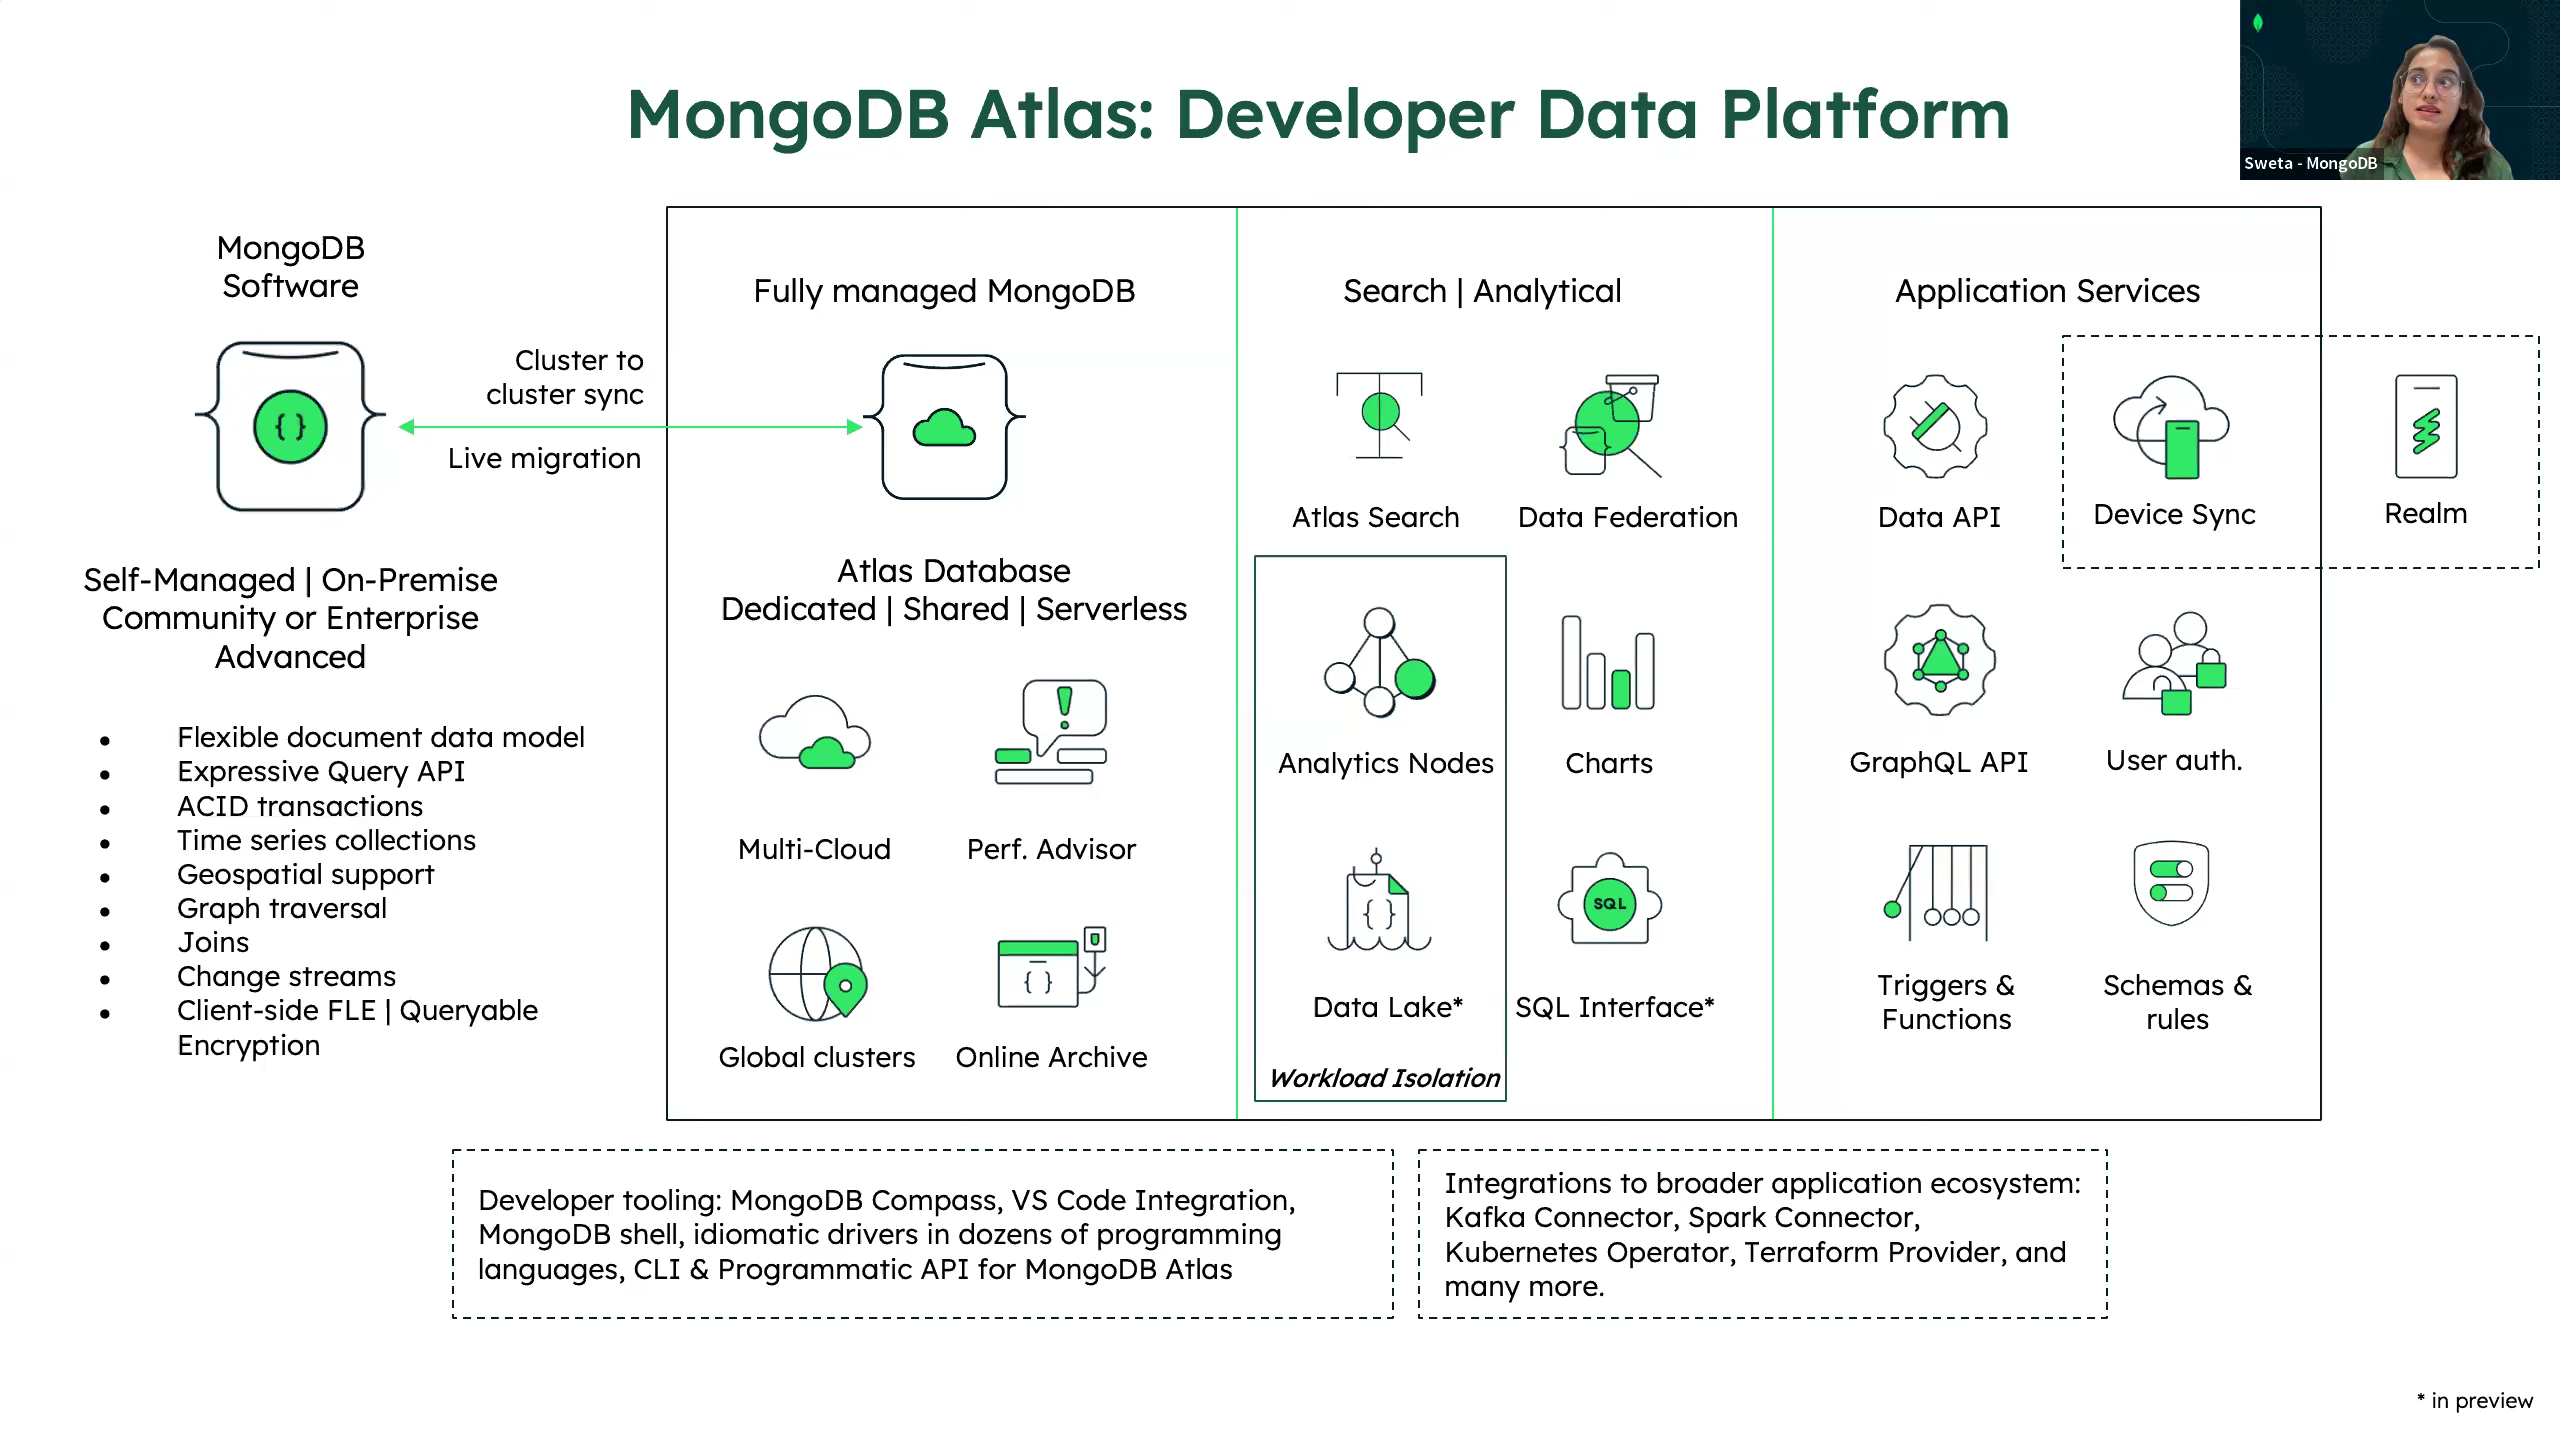 MongoDB Atlas: Developer Data Platform
Sweta - MongoDB
MongoDB
Software
Cluster to
cluster sync
Live migration
Self-Managed | On-Premise
Community or Enterprise
Advanced
Flexible document data model
Expressive Query API
ACID transactions
Time series collections
Geospatial support
Graph traversal
Joins
Change streams
Client-side FLE | Queryable
Encryption
Fully managed MongoDB
Atlas Database
Dedicated | Shared | Serverless
Multi-Cloud
Perf. Advisor
Global clusters
Online Archive
Search | Analytical
Atlas Search
Data Federation
Analytics Nodes
Charts
SQL
Data Lake*
SQL Interface*
Workload Isolation
Application Services
Data API
Device Sync
Realm
GraphQL API
User auth.
Triggers &
Functions
Schemas &
rules
Developer tooling: MongoDB Compass, VS Code Integration,
MongoDB shell, idiomatic drivers in dozens of programming
languages, CLI & Programmatic API for MongoDB Atlas
Integrations to broader application ecosystem:
Kafka Connector, Spark Connector,
Kubernetes Operator, Terraform Provider, and
many more.
* in preview